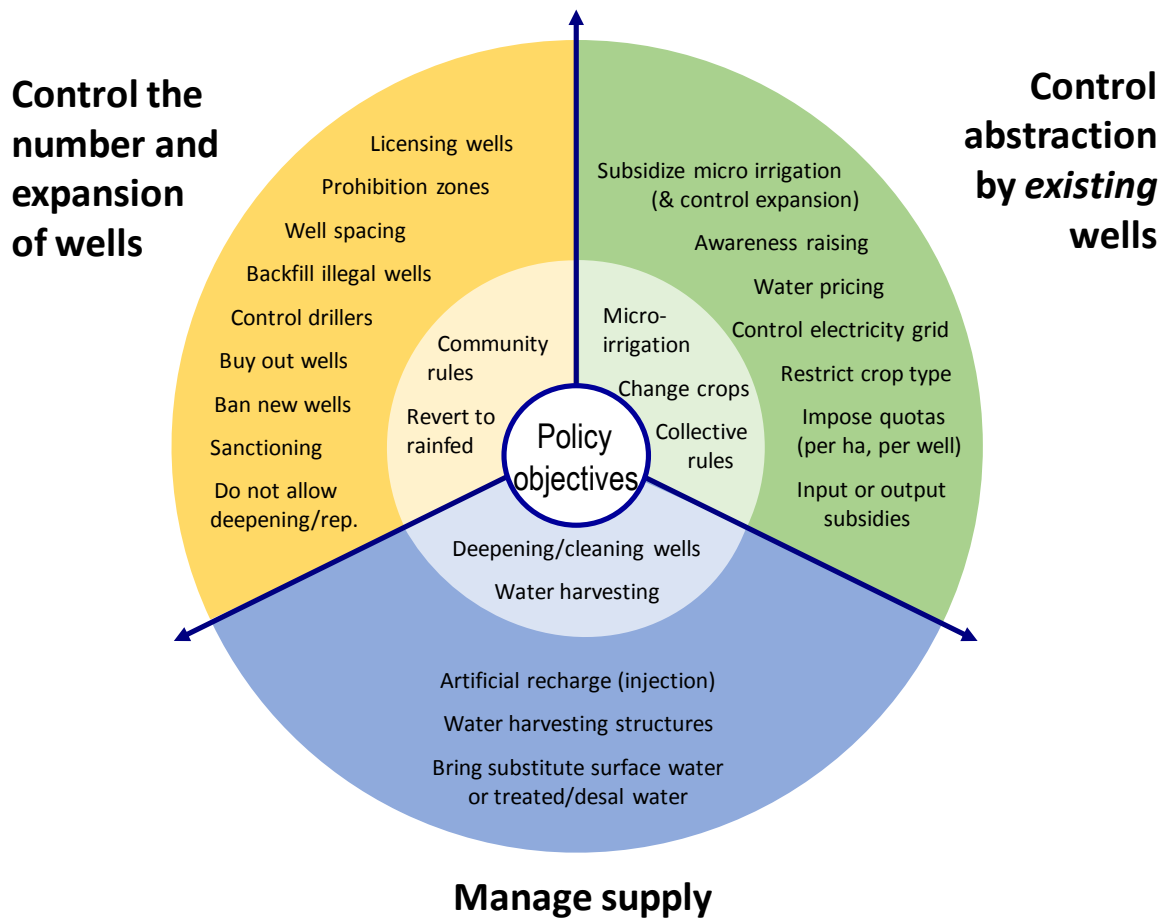 Control the
number and
expansion
of wells
Control
abstraction
by existing
wells
Licensing wells
Prohibition zones
Well spacing
Backfill illegal wells
Control drillers
Buy out wells
Ban new wells
Sanctioning
Do not allow
deepening/rep.
Community
rules
Revert to
rainfed
Subsidize micro irrigation
(& control expansion)
Awareness raising
Water pricing
Control electricity grid
Restrict crop type
Impose quotas
(per ha, per well)
Input or output
subsidies
Micro-
irrigation
Change crops
Collective
rules
Policy
objectives
Deepening/cleaning wells
Water harvesting
Artificial recharge (injection)
Water harvesting structures
Bring substitute surface water
or treated/desal water
Manage supply